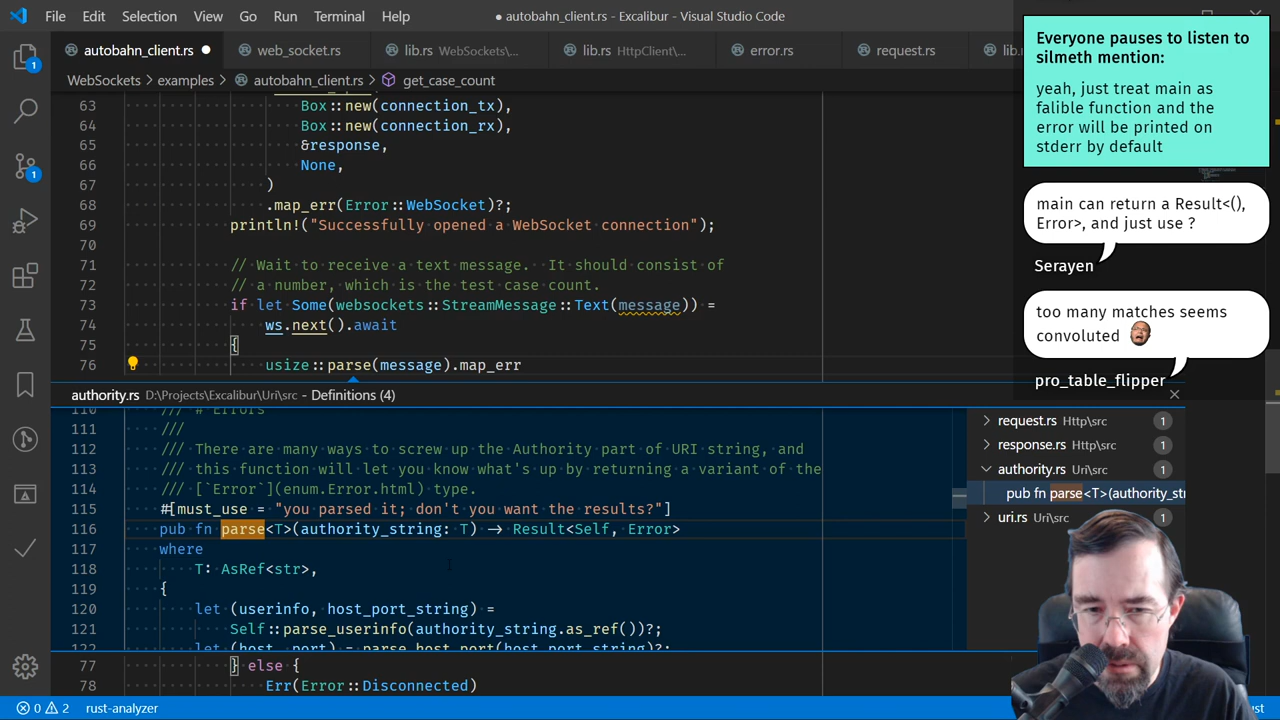 File Edit Selection View Go Run Terminal Help
● autobahn_client.rs - Excalibur - Visual Studio Code
autobahn_client.rs ● web_socket.rs lib.rs WebSockets\... lib.rs HttpClient\... error.rs request.rs lib.
WebSockets > examples > autobahn_client.rs > get_case_count
63 Box::new(connection_tx),
64 Box::new(connection_rx),
65 &response,
66 None,
67 )
68 .map_err(Error::WebSocket)?;
69 println!("Successfully opened a WebSocket connection");
70
71 // Wait to receive a text message. It should consist of
72 // a number, which is the test case count.
73 if let Some(websockets::StreamMessage::Text(message)) =
74 ws.next().await
75 {
76 usize::parse(message).map_err
authority.rs D:\Projects\Excalibur\Uri\src - Definitions (4)
110 /// # Errors
111 ///
112 /// There are many ways to screw up the Authority part of URI string, and
113 /// this function will let you know what's up by returning a variant of the
114 /// [`Error`](enum.Error.html) type.
115 #[must_use = "you parsed it; don't you want the results?"]
116 pub fn parse<T>(authority_string: T) -> Result<Self, Error>
117 where
118 T: AsRef<str>,
119 {
120 let (userinfo, host_port_string) =
121 Self::parse_userinfo(authority_string.as_ref())?;
122 let (host, port) = parse_host_port(host_port_string)?;
request.rs Http\src 1
response.rs Http\src 1
authority.rs Uri\src 1
pub fn parse<T>(authority_st
uri.rs Uri\src 1
77 } else {
78 Err(Error::Disconnected)
0 2 rust-analyzer
1
1
Everyone pauses to listen to
silmeth mention:
yeah, just treat main as
falible function and the
error will be printed on
stderr by default
main can return a Result<(),
Error>, and just use ?
Serayen
too many matches seems
convoluted
pro_table_flipper